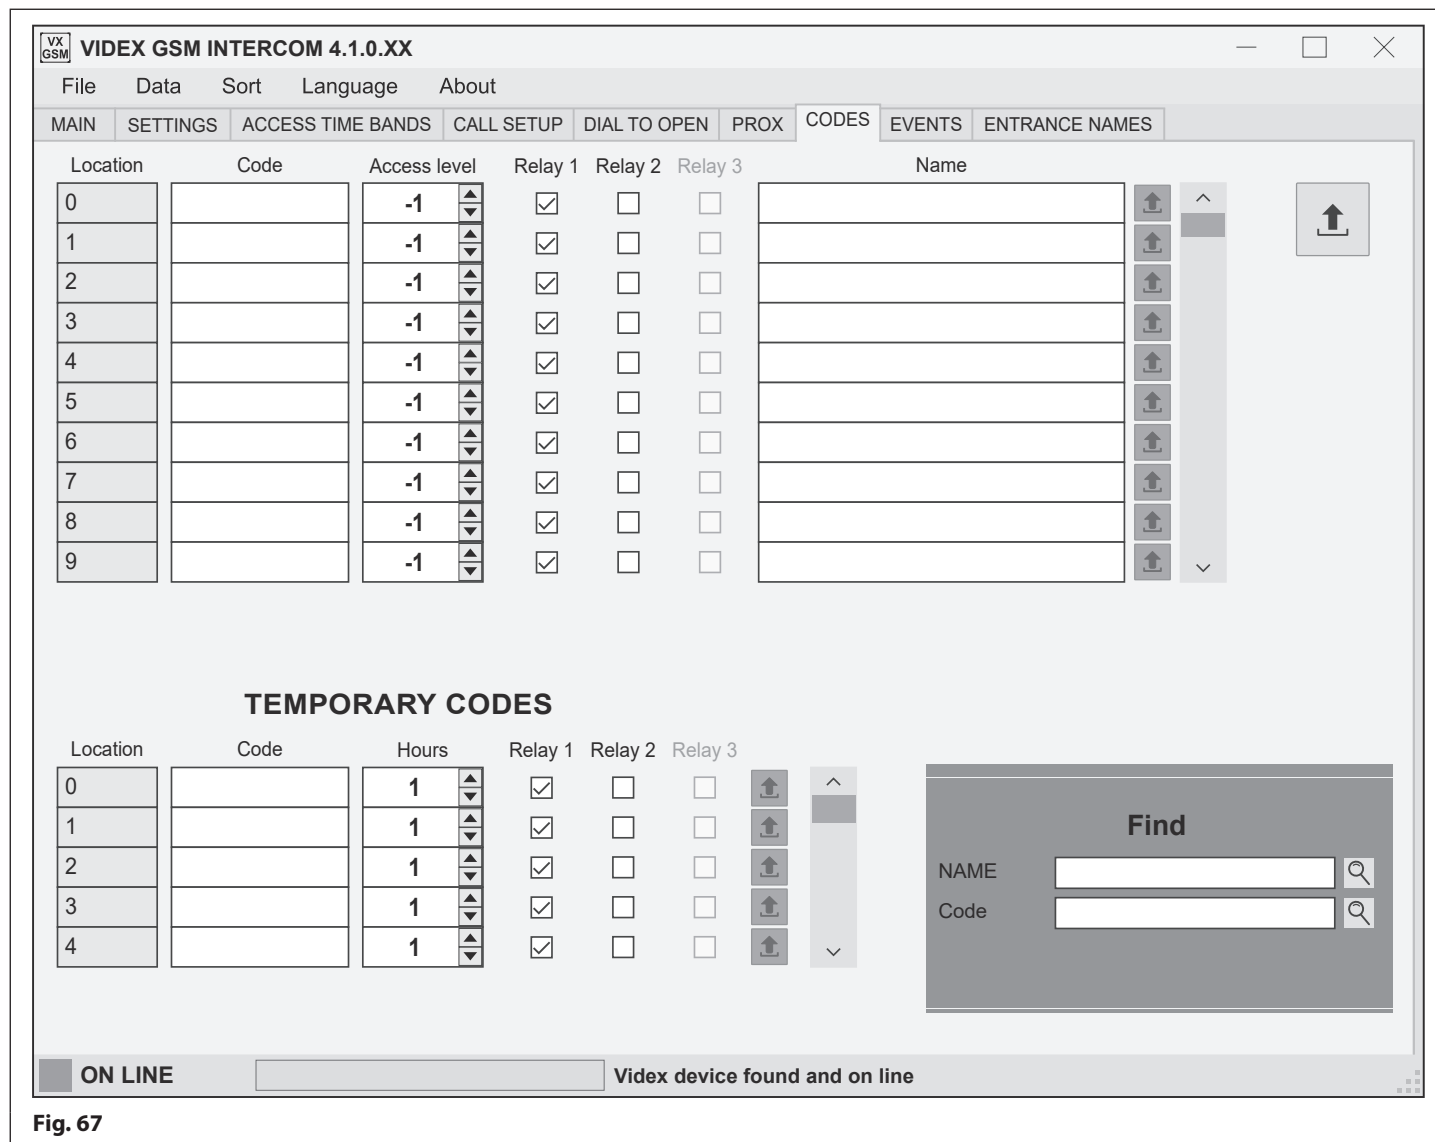 VX GSM VIDEX GSM INTERCOM 4.1.0.XX
File Data Sort Language About
MAIN SETTINGS ACCESS TIME BANDS CALL SETUP DIAL TO OPEN PROX CODES EVENTS ENTRANCE NAMES
Location Code Access level Relay 1 Relay 2 Relay 3 Name
0 -1
1 -1
2 -1
3 -1
4 -1
5 -1
6 -1
7 -1
8 -1
9 -1
TEMPORARY CODES
Location Code Hours Relay 1 Relay 2 Relay 3
0 1
1 1
2 1
3 1
4 1
Find
NAME
Code
ON LINE Videx device found and on line
Fig. 67